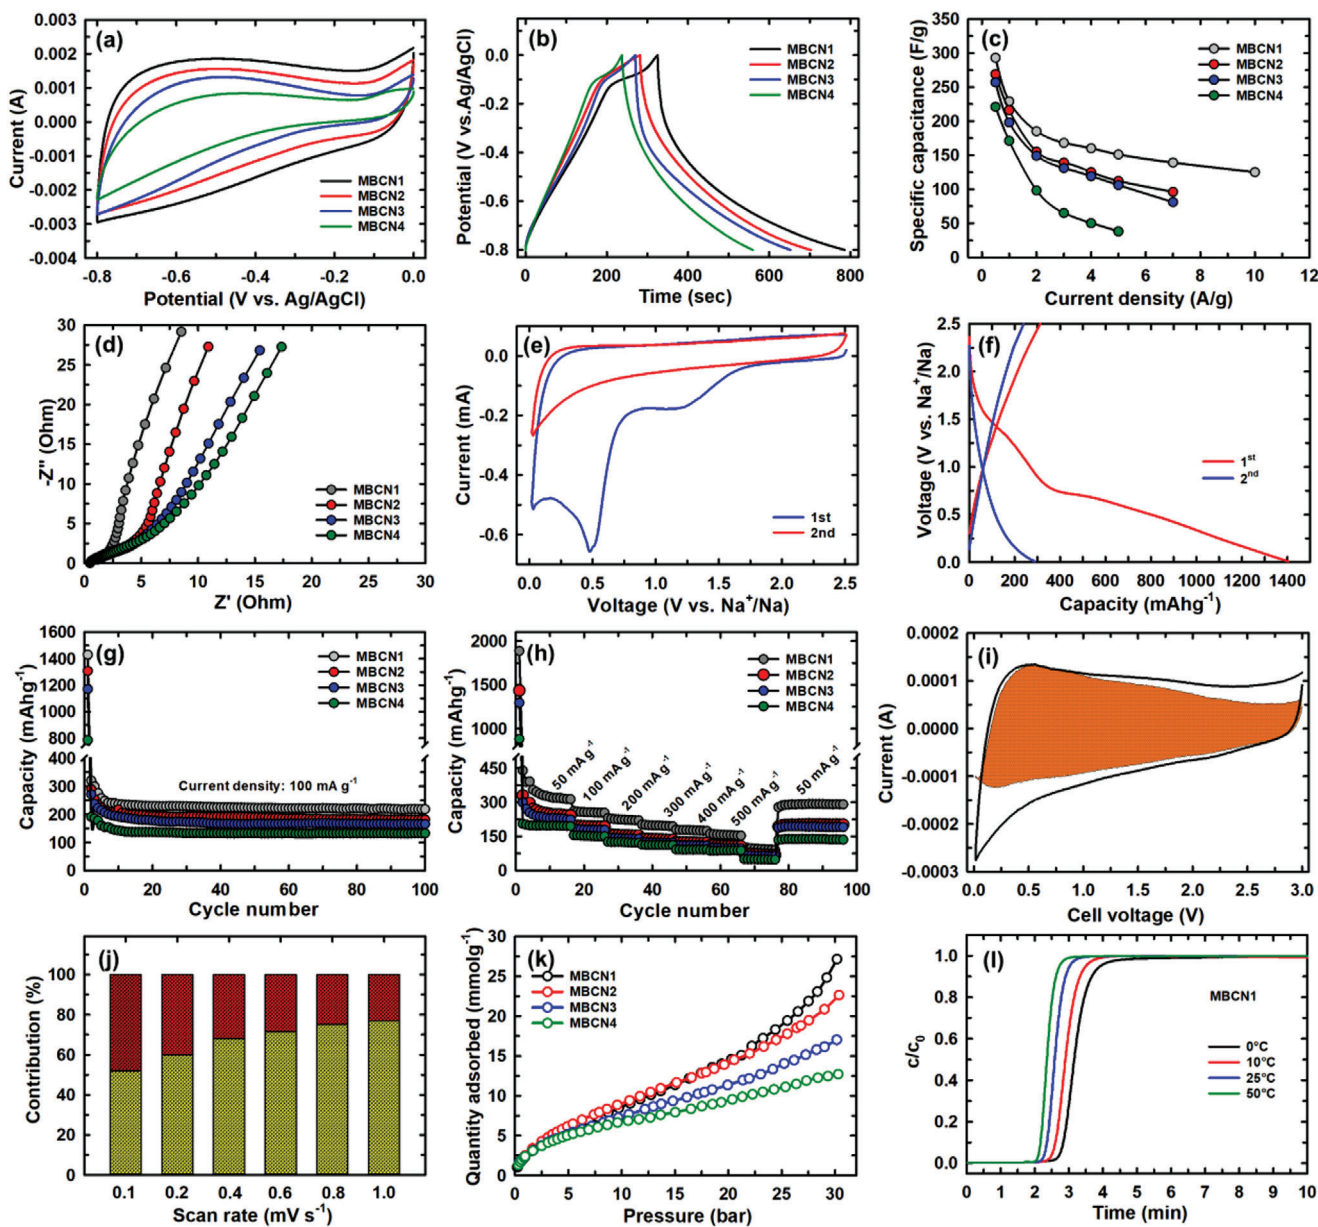 (a)
0.003
0.002
0.001
0.000
-0.001
-0.002
-0.003
-0.004
Current (A)
MBCN1
MBCN2
MBCN3
MBCN4
-0.8
-0.6
-0.4
-0.2
0.0
Potential (V vs. Ag/AgCl)
(b)
0.0
-0.2
-0.4
-0.6
-0.8
Potential (V vs.Ag/AgCl)
MBCN1
MBCN2
MBCN3
MBCN4
0
200
400
600
800
Time (sec)
(c)
350
300
250
200
150
100
50
0
Specific capacitance (F/g)
MBCN1
MBCN2
MBCN3
MBCN4
0
2
4
6
8
10
12
Current density (A/g)
(d)
30
25
20
15
10
5
0
-Z'' (Ohm)
MBCN1
MBCN2
MBCN3
MBCN4
0
5
10
15
20
25
30
Z' (Ohm)
(e)
0.0
-0.2
-0.4
-0.6
Current (mA)
1st
2nd
0.0
0.5
1.0
1.5
2.0
2.5
Voltage (V vs. Na⁺/Na)
(f)
2.5
2.0
1.5
1.0
0.5
0.0
Voltage (V vs. Na⁺/Na)
1ˢᵗ
2ⁿᵈ
0
200
400
600
800
1000
1200
1400
Capacity (mAhg⁻¹)
(g)
1600
1400
1200
1000
800
600
400
300
200
100
0
Capacity (mAhg⁻¹)
MBCN1
MBCN2
MBCN3
MBCN4
Current density: 100 mA g⁻¹
0
20
40
60
80
100
Cycle number
(h)
2000
1500
1000
450
300
150
0
Capacity (mAhg⁻¹)
MBCN1
MBCN2
MBCN3
MBCN4
50 mA g⁻¹
100 mA g⁻¹
200 mA g⁻¹
300 mA g⁻¹
400 mA g⁻¹
500 mA g⁻¹
50 mA g⁻¹
0
20
40
60
80
100
Cycle number
(i)
0.0002
0.0001
0.0000
-0.0001
-0.0002
-0.0003
Current (A)
0.0
0.5
1.0
1.5
2.0
2.5
3.0
Cell voltage (V)
(j)
100
80
60
40
20
0
Contribution (%)
0.1
0.2
0.4
0.6
0.8
1.0
Scan rate (mV s⁻¹)
(k)
30
25
20
15
10
5
0
Quantity adsorbed (mmolg⁻¹)
MBCN1
MBCN2
MBCN3
MBCN4
0
5
10
15
20
25
30
35
Pressure (bar)
(l)
1.0
0.8
0.6
0.4
0.2
0.0
c/c₀
MBCN1
0°C
10°C
25°C
50°C
0
1
2
3
4
5
6
7
8
9
10
Time (min)